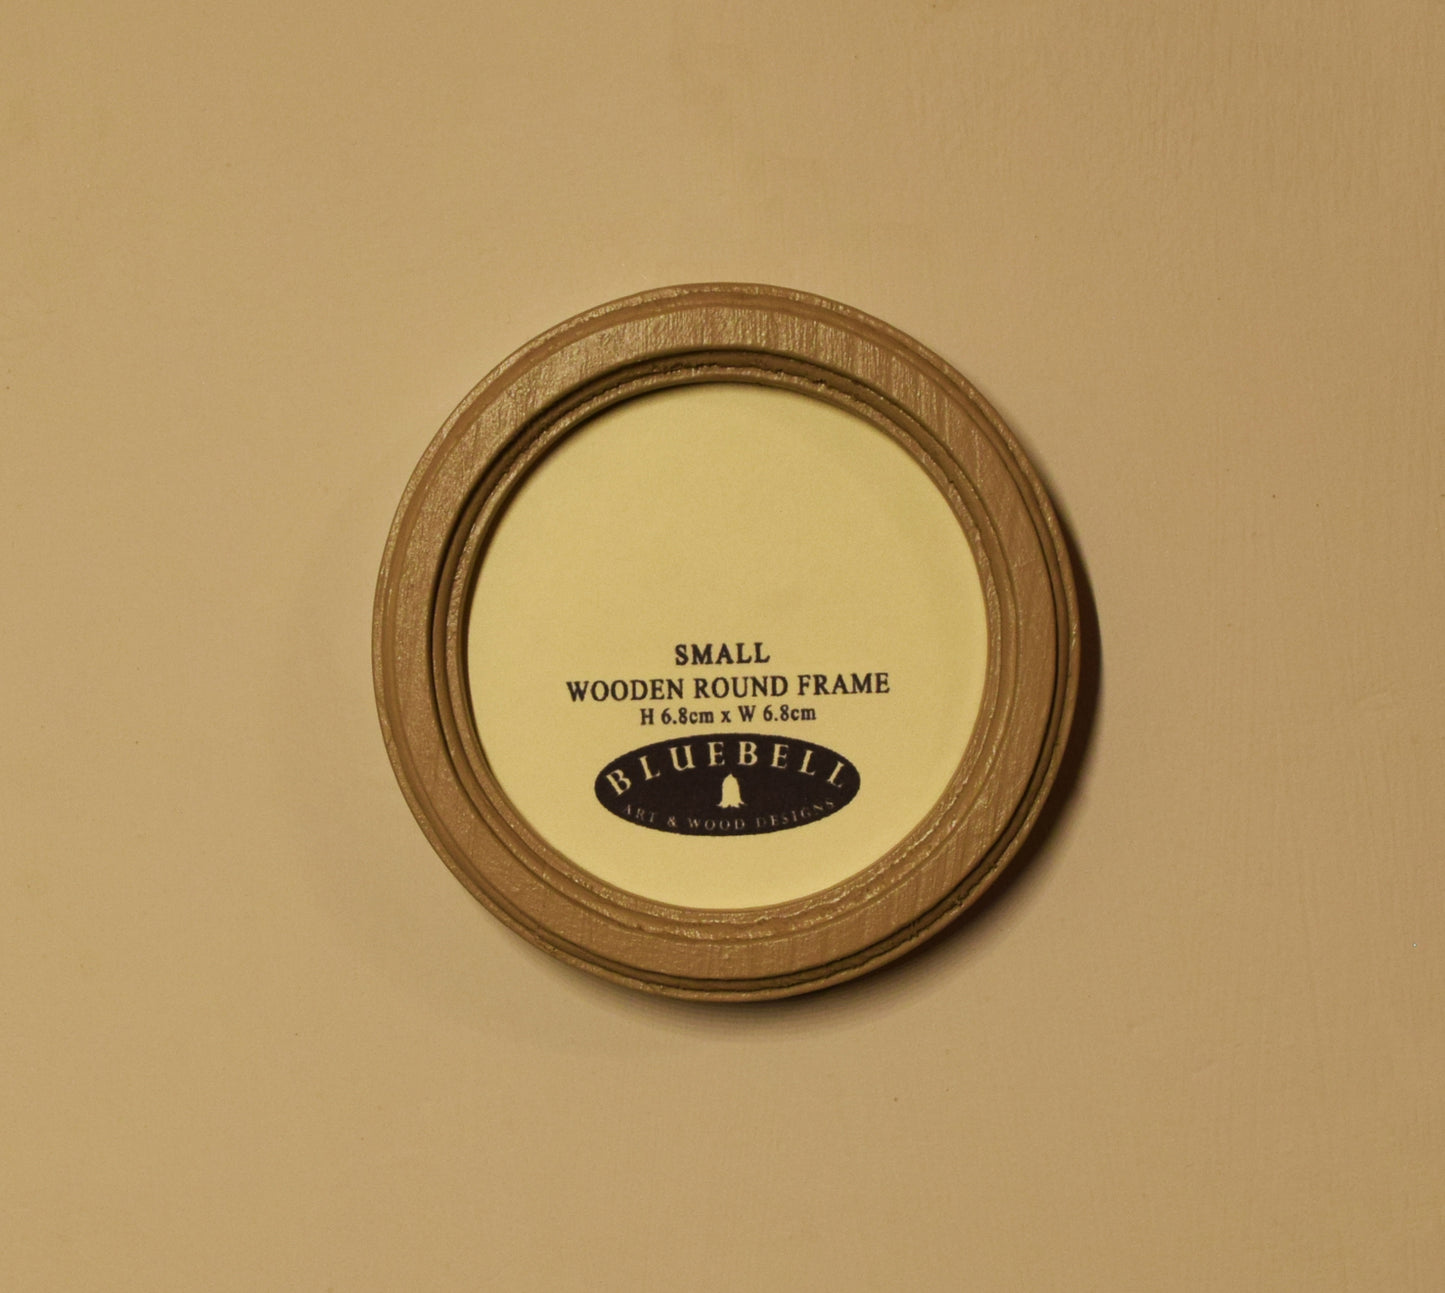 SMALL
WOODEN ROUND FRAME
H 6.8cm x W 6.8cm
BLUEBELL
ART & WOOD DESIGNS